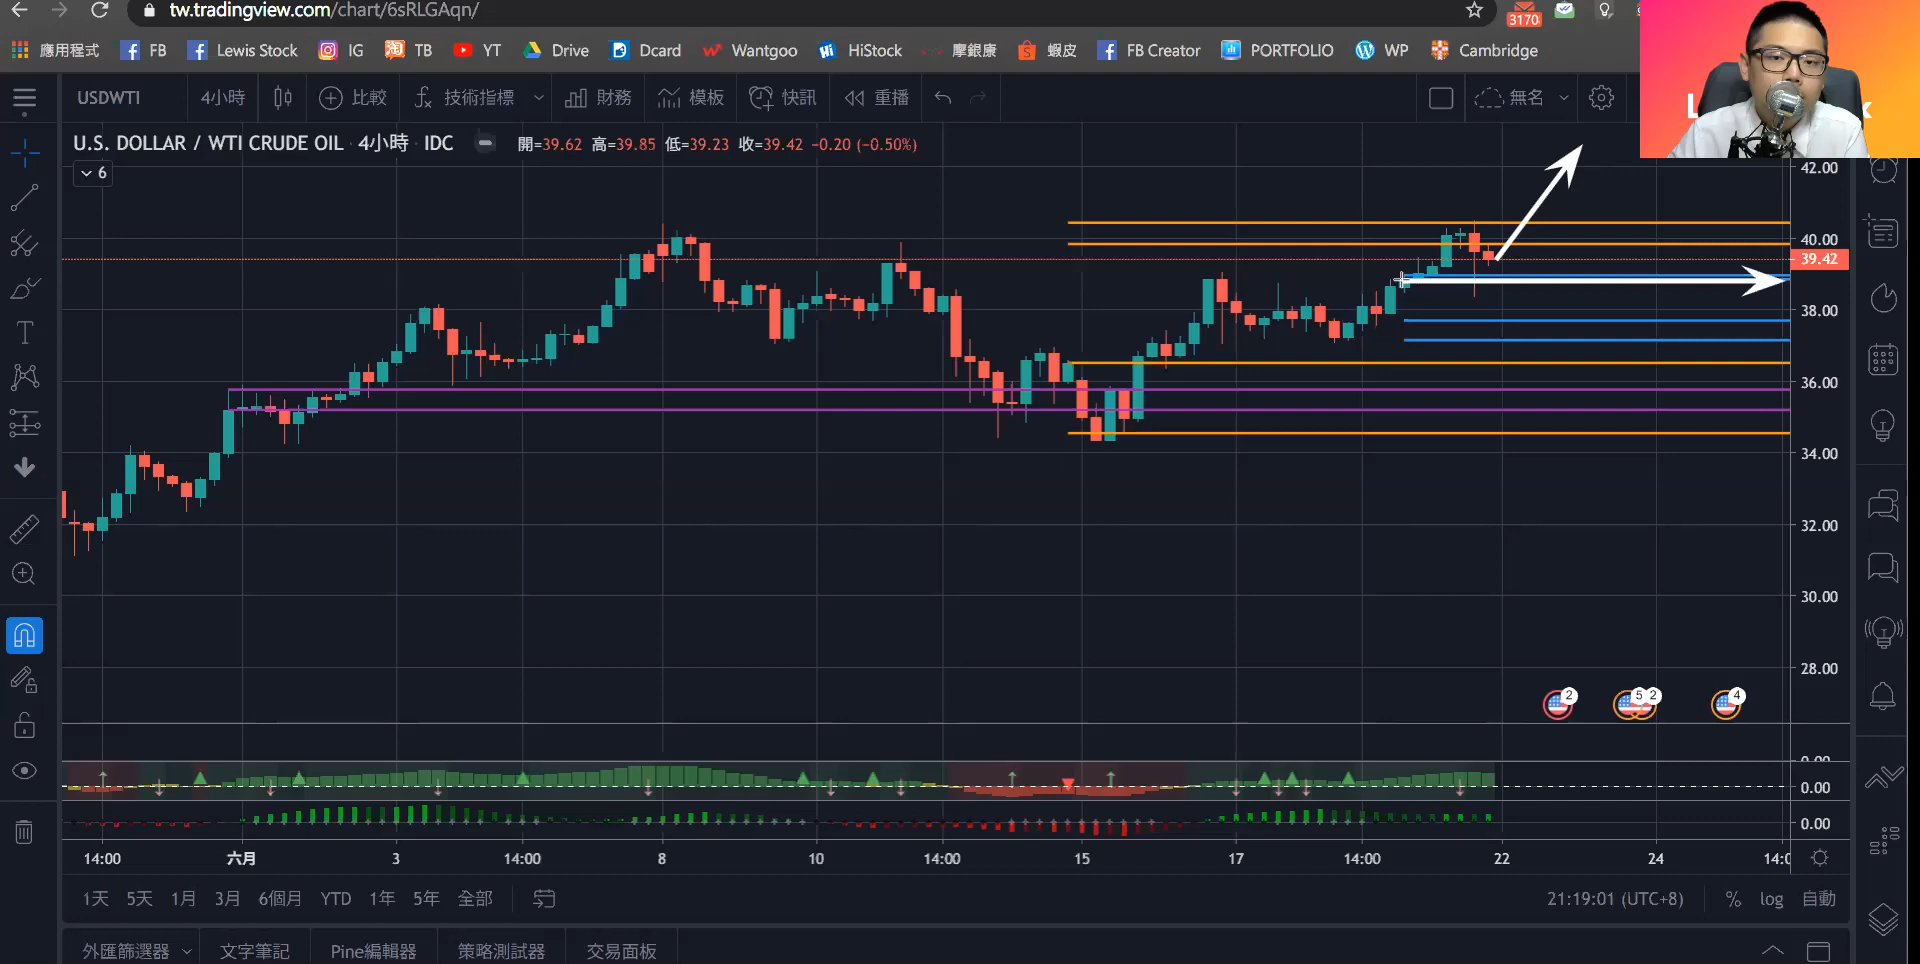 tw.tradingview.com/chart/6sRLGAqn/
3170
應用程式 FB Lewis Stock IG TB YT Drive Dcard Wantgoo HiStock 摩銀康 蝦皮 FB Creator PORTFOLIO WP Cambridge
USDWTI 4小時 比較 技術指標 財務 模板 快訊 重播 無名
U.S. DOLLAR / WTI CRUDE OIL · 4小時 · IDC 開=39.62 高=39.85 低=39.23 收=39.42 −0.20 (−0.50%)
6
42.00
40.00
39.42
38.00
36.00
34.00
32.00
30.00
28.00
2 5 2 4
0.00
0.00
0.00
14:00 六月 3 14:00 8 10 14:00 15 17 14:00 22 24
1天 5天 1月 3月 6個月 YTD 1年 5年 全部 21:19:01 (UTC+8) % log 自動
外匯篩選器 文字筆記 Pine編輯器 策略測試器 交易面板